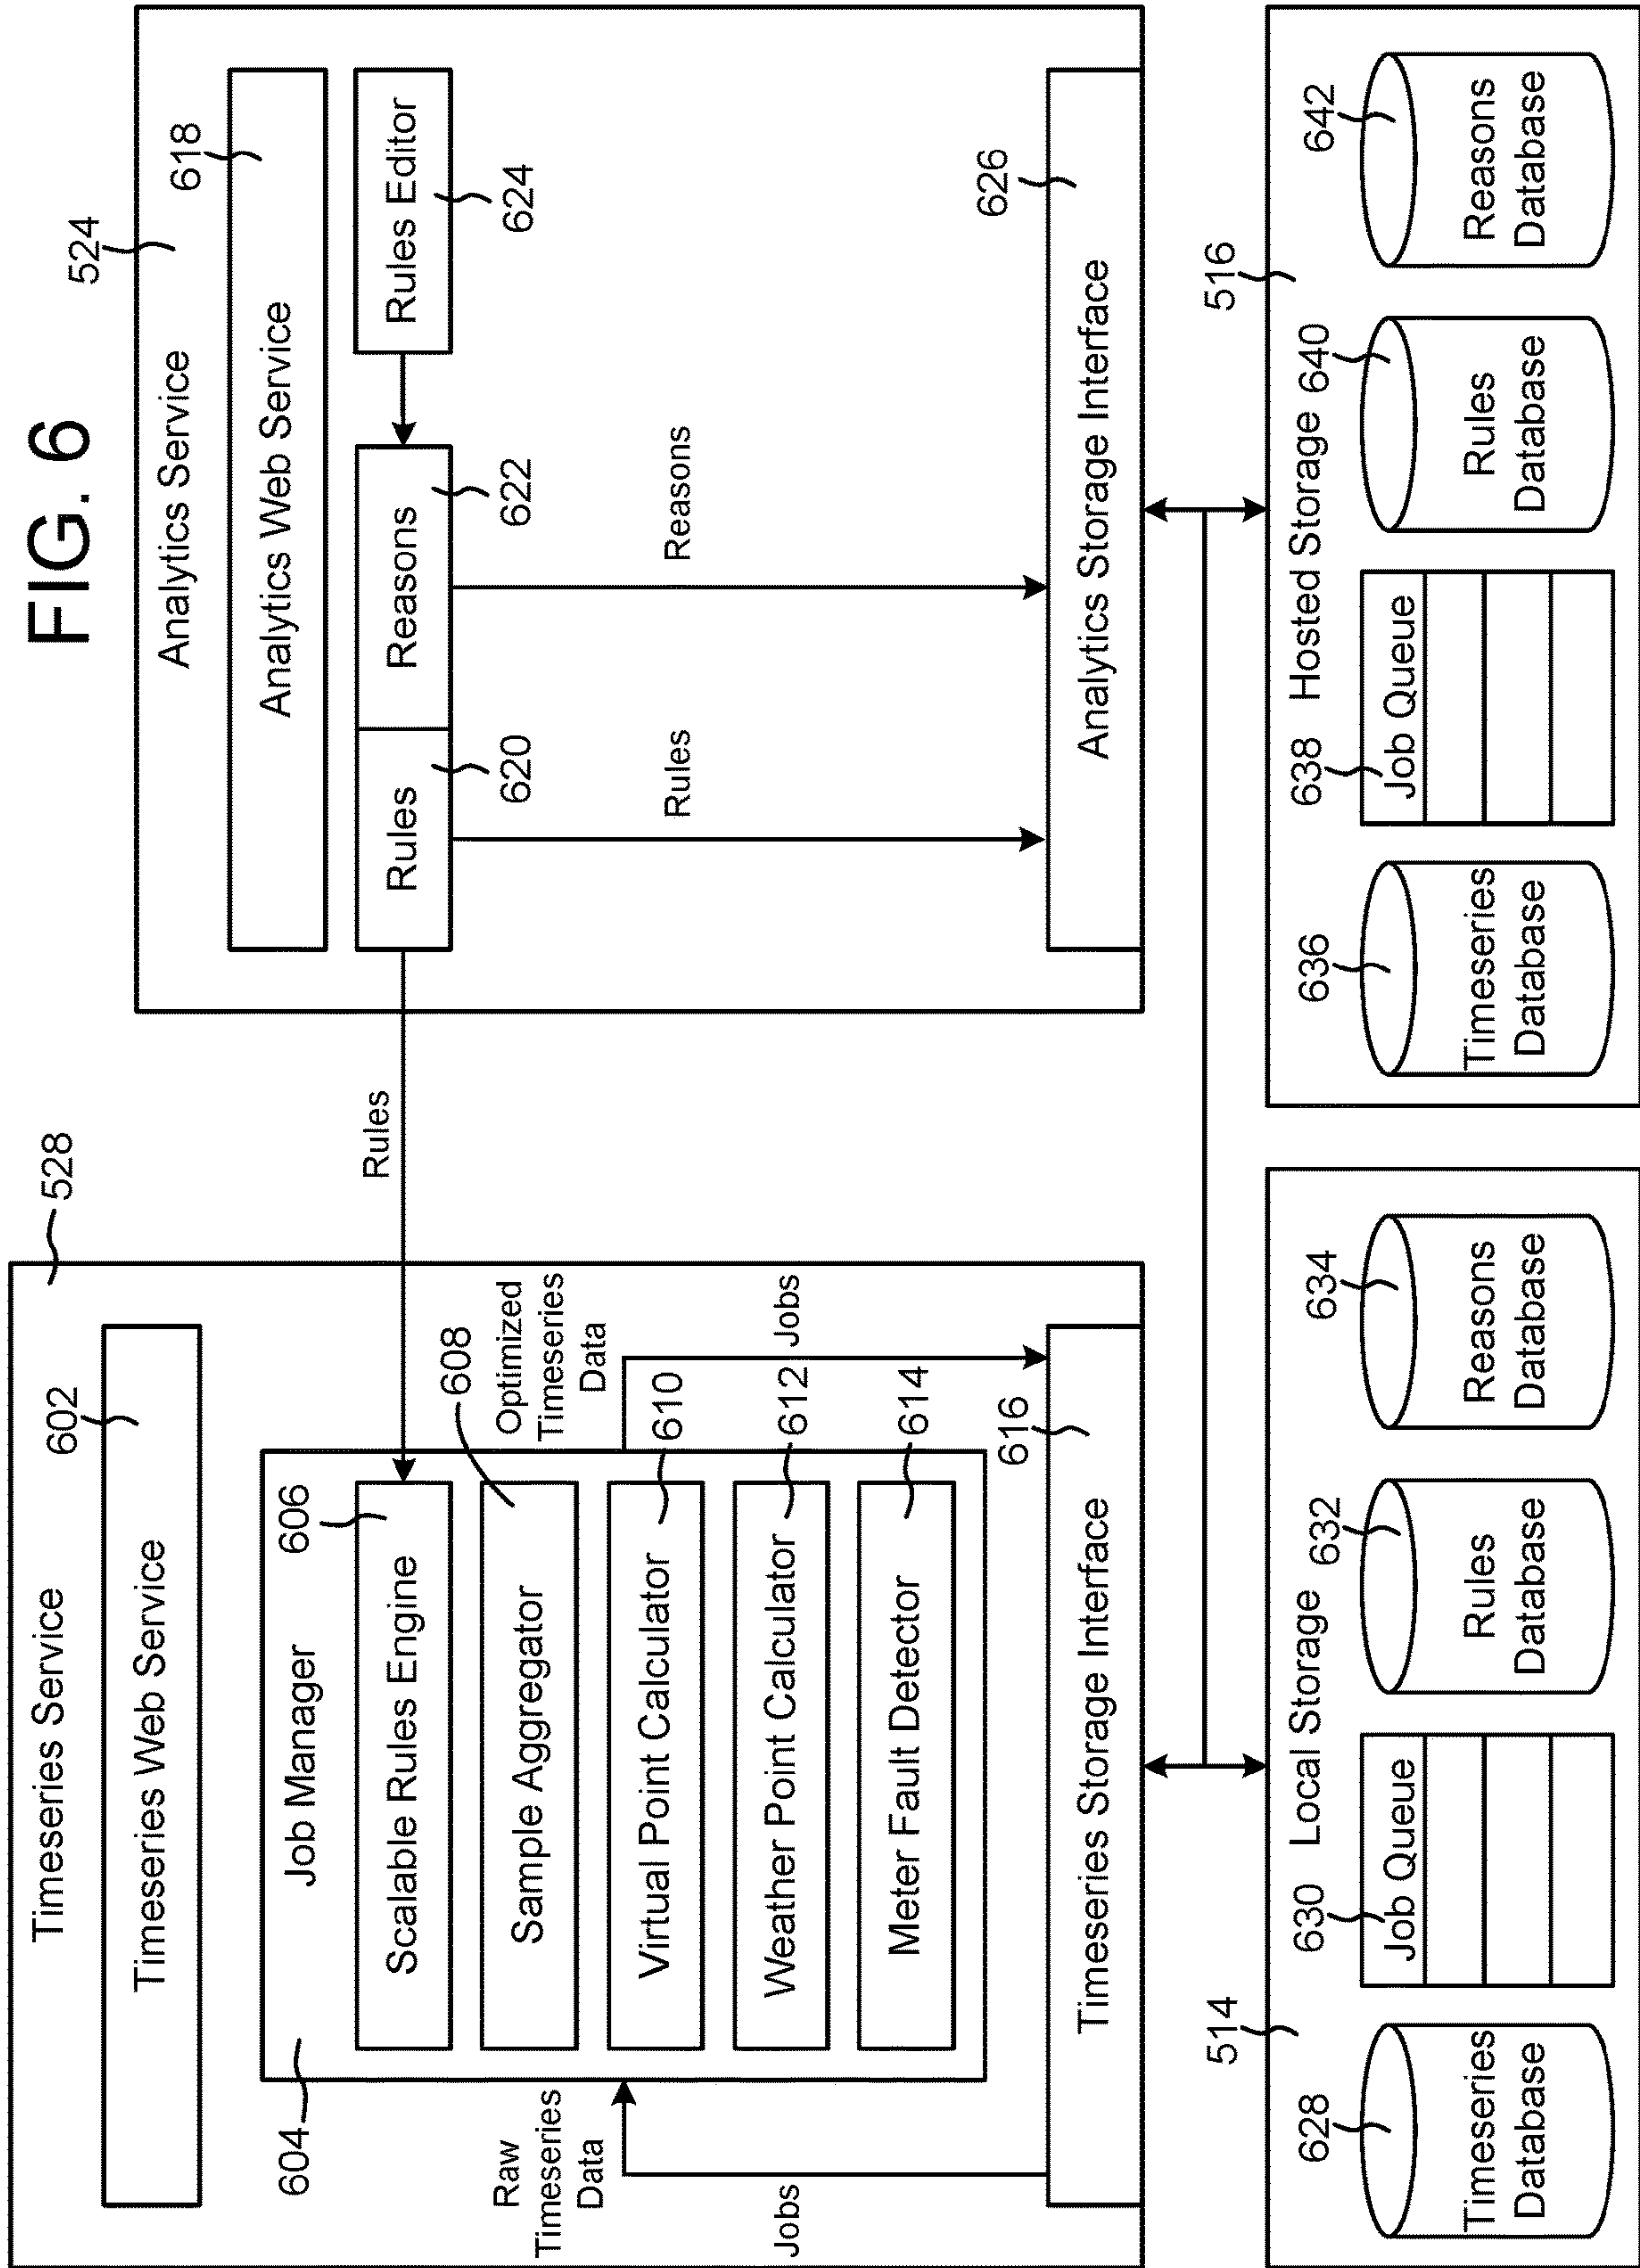 FIG. 6
528
Timeseries Service
602
Timeseries Web Service
604
Job Manager
606
Scalable Rules Engine
608
Sample Aggregator
Virtual Point Calculator
610
Weather Point Calculator
612
Meter Fault Detector
614
Raw
Timeseries
Data
Jobs
Optimized
Timeseries
Data
Jobs
616
Timeseries Storage Interface
Rules
524
Analytics Service
618
Analytics Web Service
Rules
620
Reasons
622
Rules Editor
624
Rules
Reasons
626
Analytics Storage Interface
514
Local Storage
628
Timeseries
Database
630
Job Queue
632
Rules
Database
634
Reasons
Database
516
Hosted Storage
636
Timeseries
Database
638
Job Queue
640
Rules
Database
642
Reasons
Database